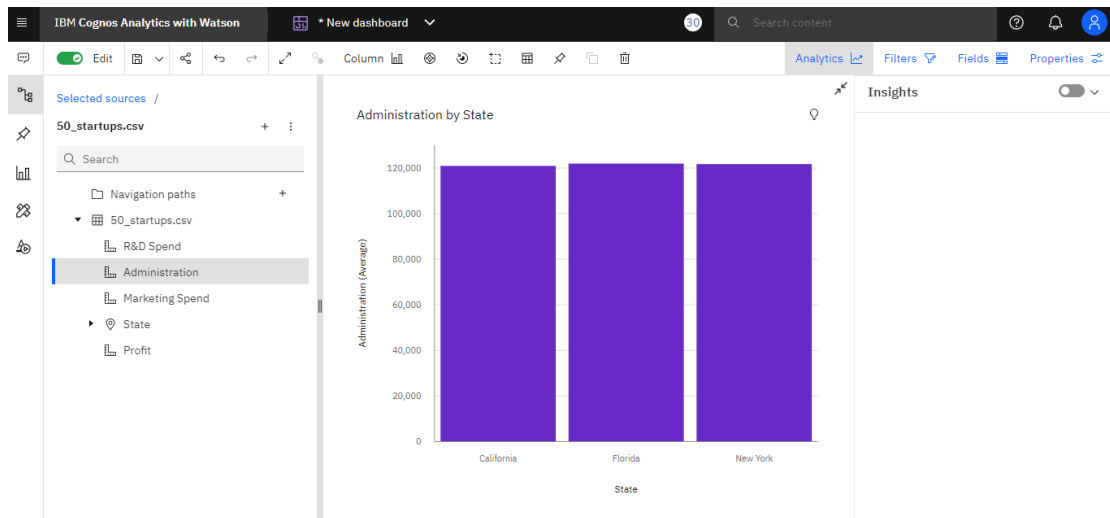 IBM Cognos Analytics with Watson
* New dashboard
30
Search content
Edit
Column
Analytics
Filters
Fields
Properties
Selected sources /
50_startups.csv
Search
Navigation paths
50_startups.csv
R&D Spend
Administration
Marketing Spend
State
Profit
Administration by State
Administration (Average)
120,000
100,000
80,000
60,000
40,000
20,000
0
California
Florida
New York
State
Insights